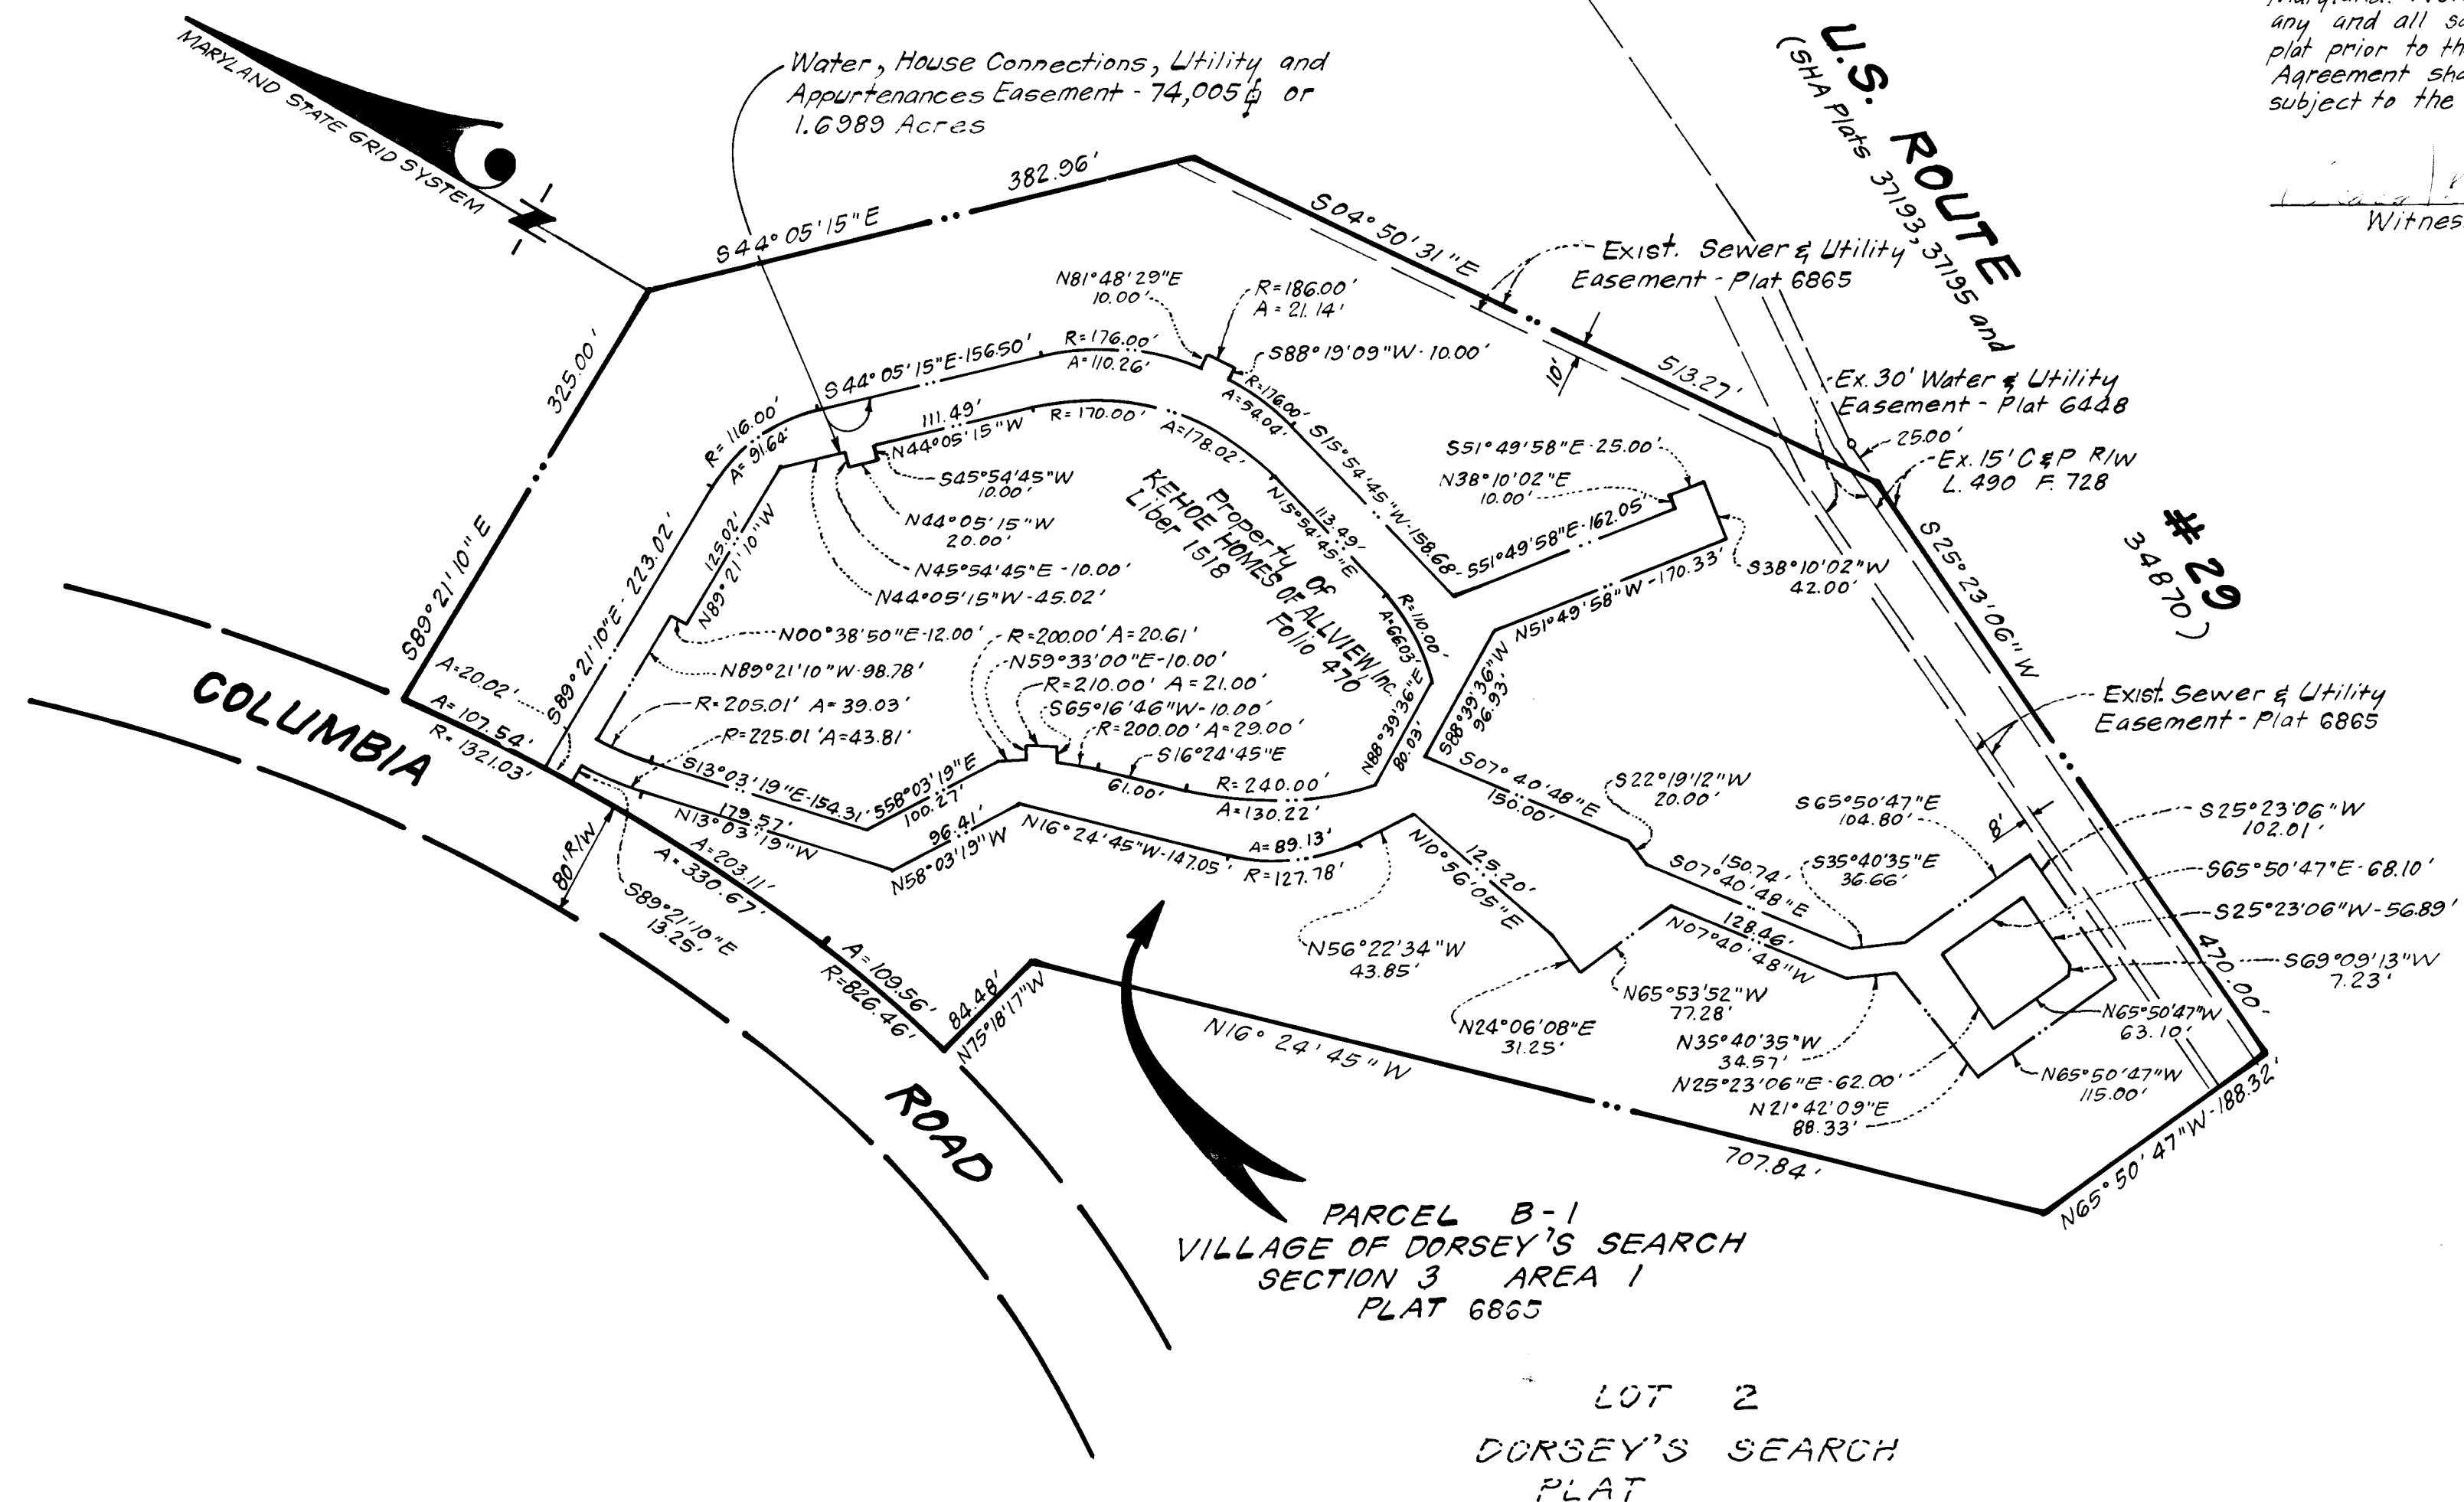 MARYLAND STATE GRID SYSTEM
Water, House Connections, Utility and
Appurtenances Easement - 74,005 or
1.6989 Acres
U.S. ROUTE
(SHA Plats 37193, 37195 and
# 29
34870)
any and all
plat prior to
Agreement
subject to the
S44°05'15"E
382.96'
S04°50'31"E
513.27'
Exist. Sewer & Utility
Easement - Plat 6865
10'
Ex. 30' Water & Utility
Easement - Plat 6448
25.00'
Ex. 15' C & P R/W
L. 490 F. 728
S25°23'06"W
470.00
Exist. Sewer & Utility
Easement - Plat 6865
8'
325.00'
S89°21'10"E
N81°48'29"E
10.00'
R=186.00'
A=21.14'
S88°19'09"W-10.00'
R=176.00'
A=110.26'
S44°05'15"E-156.50'
R=116.00'
A=91.64'
111.49'
N44°05'15"W
R=170.00'
A=178.02'
R=176.00'
A=54.04'
S15°54'45"W-158.68
S45°54'45"W
10.00'
N44°05'15"W
20.00'
N45°54'45"E-10.00'
N44°05'15"W-45.02'
125.02'
N89°21'10"W
S89°21'10"E-223.02'
Property of
KEHOE HOMES OF ALLVIEW, Inc.
Liber 1518 Folio 470
113.49'
N15°54'45"E
S51°49'58"E-25.00'
N38°10'02"E
10.00'
S51°49'58"E-162.05'
S38°10'02"W
42.00'
N51°49'58"W-170.33'
R=110.00'
A=66.03'
N88°39'36"E
80.03'
S88°39'36"W
96.93'
N00°38'50"E-12.00'
N89°21'10"W-98.78'
R=200.00' A=20.61'
N59°33'00"E-10.00'
R=210.00' A=21.00'
S65°16'46"W-10.00'
R=200.00' A=29.00'
S16°24'45"E
61.00'
R=205.01' A=39.03'
R=225.01' A=43.81'
A=20.02'
A=107.54'
R=1321.03'
S13°03'19"E-154.31'
S58°03'19"E
100.27'
179.57'
N13°03'19"W
96.41'
N58°03'19"W
N16°24'45"W-147.05'
R=240.00'
A=130.22'
A=89.13'
R=127.78'
S07°40'48"E
150.00'
S22°19'12"W
20.00'
150.74'
S07°40'48"E
S35°40'35"E
36.66'
S65°50'47"E
104.80'
S25°23'06"W
102.01'
S65°50'47"E-68.10'
S25°23'06"W-56.89'
S69°09'13"W
7.23'
N65°50'47"W
63.10'
N65°50'47"W
115.00'
N10°56'05"E
125.20'
N56°22'34"W
43.85'
N24°06'08"E
31.25'
N65°53'52"W
77.28'
128.46'
N07°40'48"W
N35°40'35"W
34.57'
N25°23'06"E-62.00'
N21°42'09"E
88.33'
80' R/W
A=203.11'
A=330.67'
S89°21'10"E
13.25'
A=109.56'
R=826.46'
84.48'
N75°18'17"W
N16°24'45"W
707.84'
N65°50'47"W-188.32'
COLUMBIA
ROAD
PARCEL B-1
VILLAGE OF DORSEY'S SEARCH
SECTION 3 AREA 1
PLAT 6865
LOT 2
DORSEY'S SEARCH
PLAT